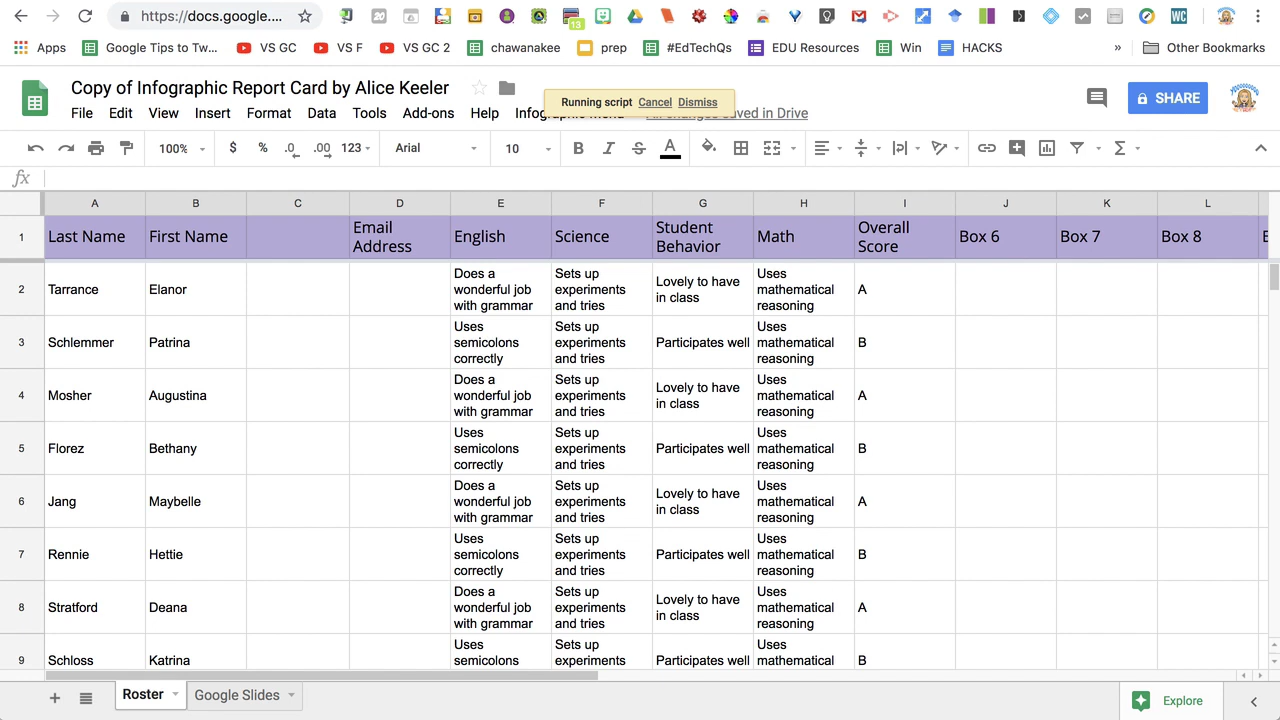 https://docs.google....
20
13
WC
Apps
Google Tips to Tw...
VS GC
VS F
VS GC 2
chawanakee
prep
#EdTechQs
EDU Resources
Win
HACKS
»
Other Bookmarks
Copy of Infographic Report Card by Alice Keeler
Running script Cancel Dismiss
SHARE
File Edit View Insert Format Data Tools Add-ons Help
saved in Drive
100% $ % .0 .00 123 Arial 10 B I S A Σ
fx
A B C D E F G H I J K L
1 Last Name First Name Email Address English Science Student Behavior Math Overall Score Box 6 Box 7 Box 8
2 Tarrance Elanor Does a wonderful job with grammar Sets up experiments and tries Lovely to have in class Uses mathematical reasoning A
3 Schlemmer Patrina Uses semicolons correctly Sets up experiments and tries Participates well Uses mathematical reasoning B
4 Mosher Augustina Does a wonderful job with grammar Sets up experiments and tries Lovely to have in class Uses mathematical reasoning A
5 Florez Bethany Uses semicolons correctly Sets up experiments and tries Participates well Uses mathematical reasoning B
6 Jang Maybelle Does a wonderful job with grammar Sets up experiments and tries Lovely to have in class Uses mathematical reasoning A
7 Rennie Hettie Uses semicolons correctly Sets up experiments and tries Participates well Uses mathematical reasoning B
8 Stratford Deana Does a wonderful job with grammar Sets up experiments and tries Lovely to have in class Uses mathematical reasoning A
9 Schloss Katrina Uses semicolons Sets up experiments Participates well Uses mathematical B
Roster
Google Slides
Explore